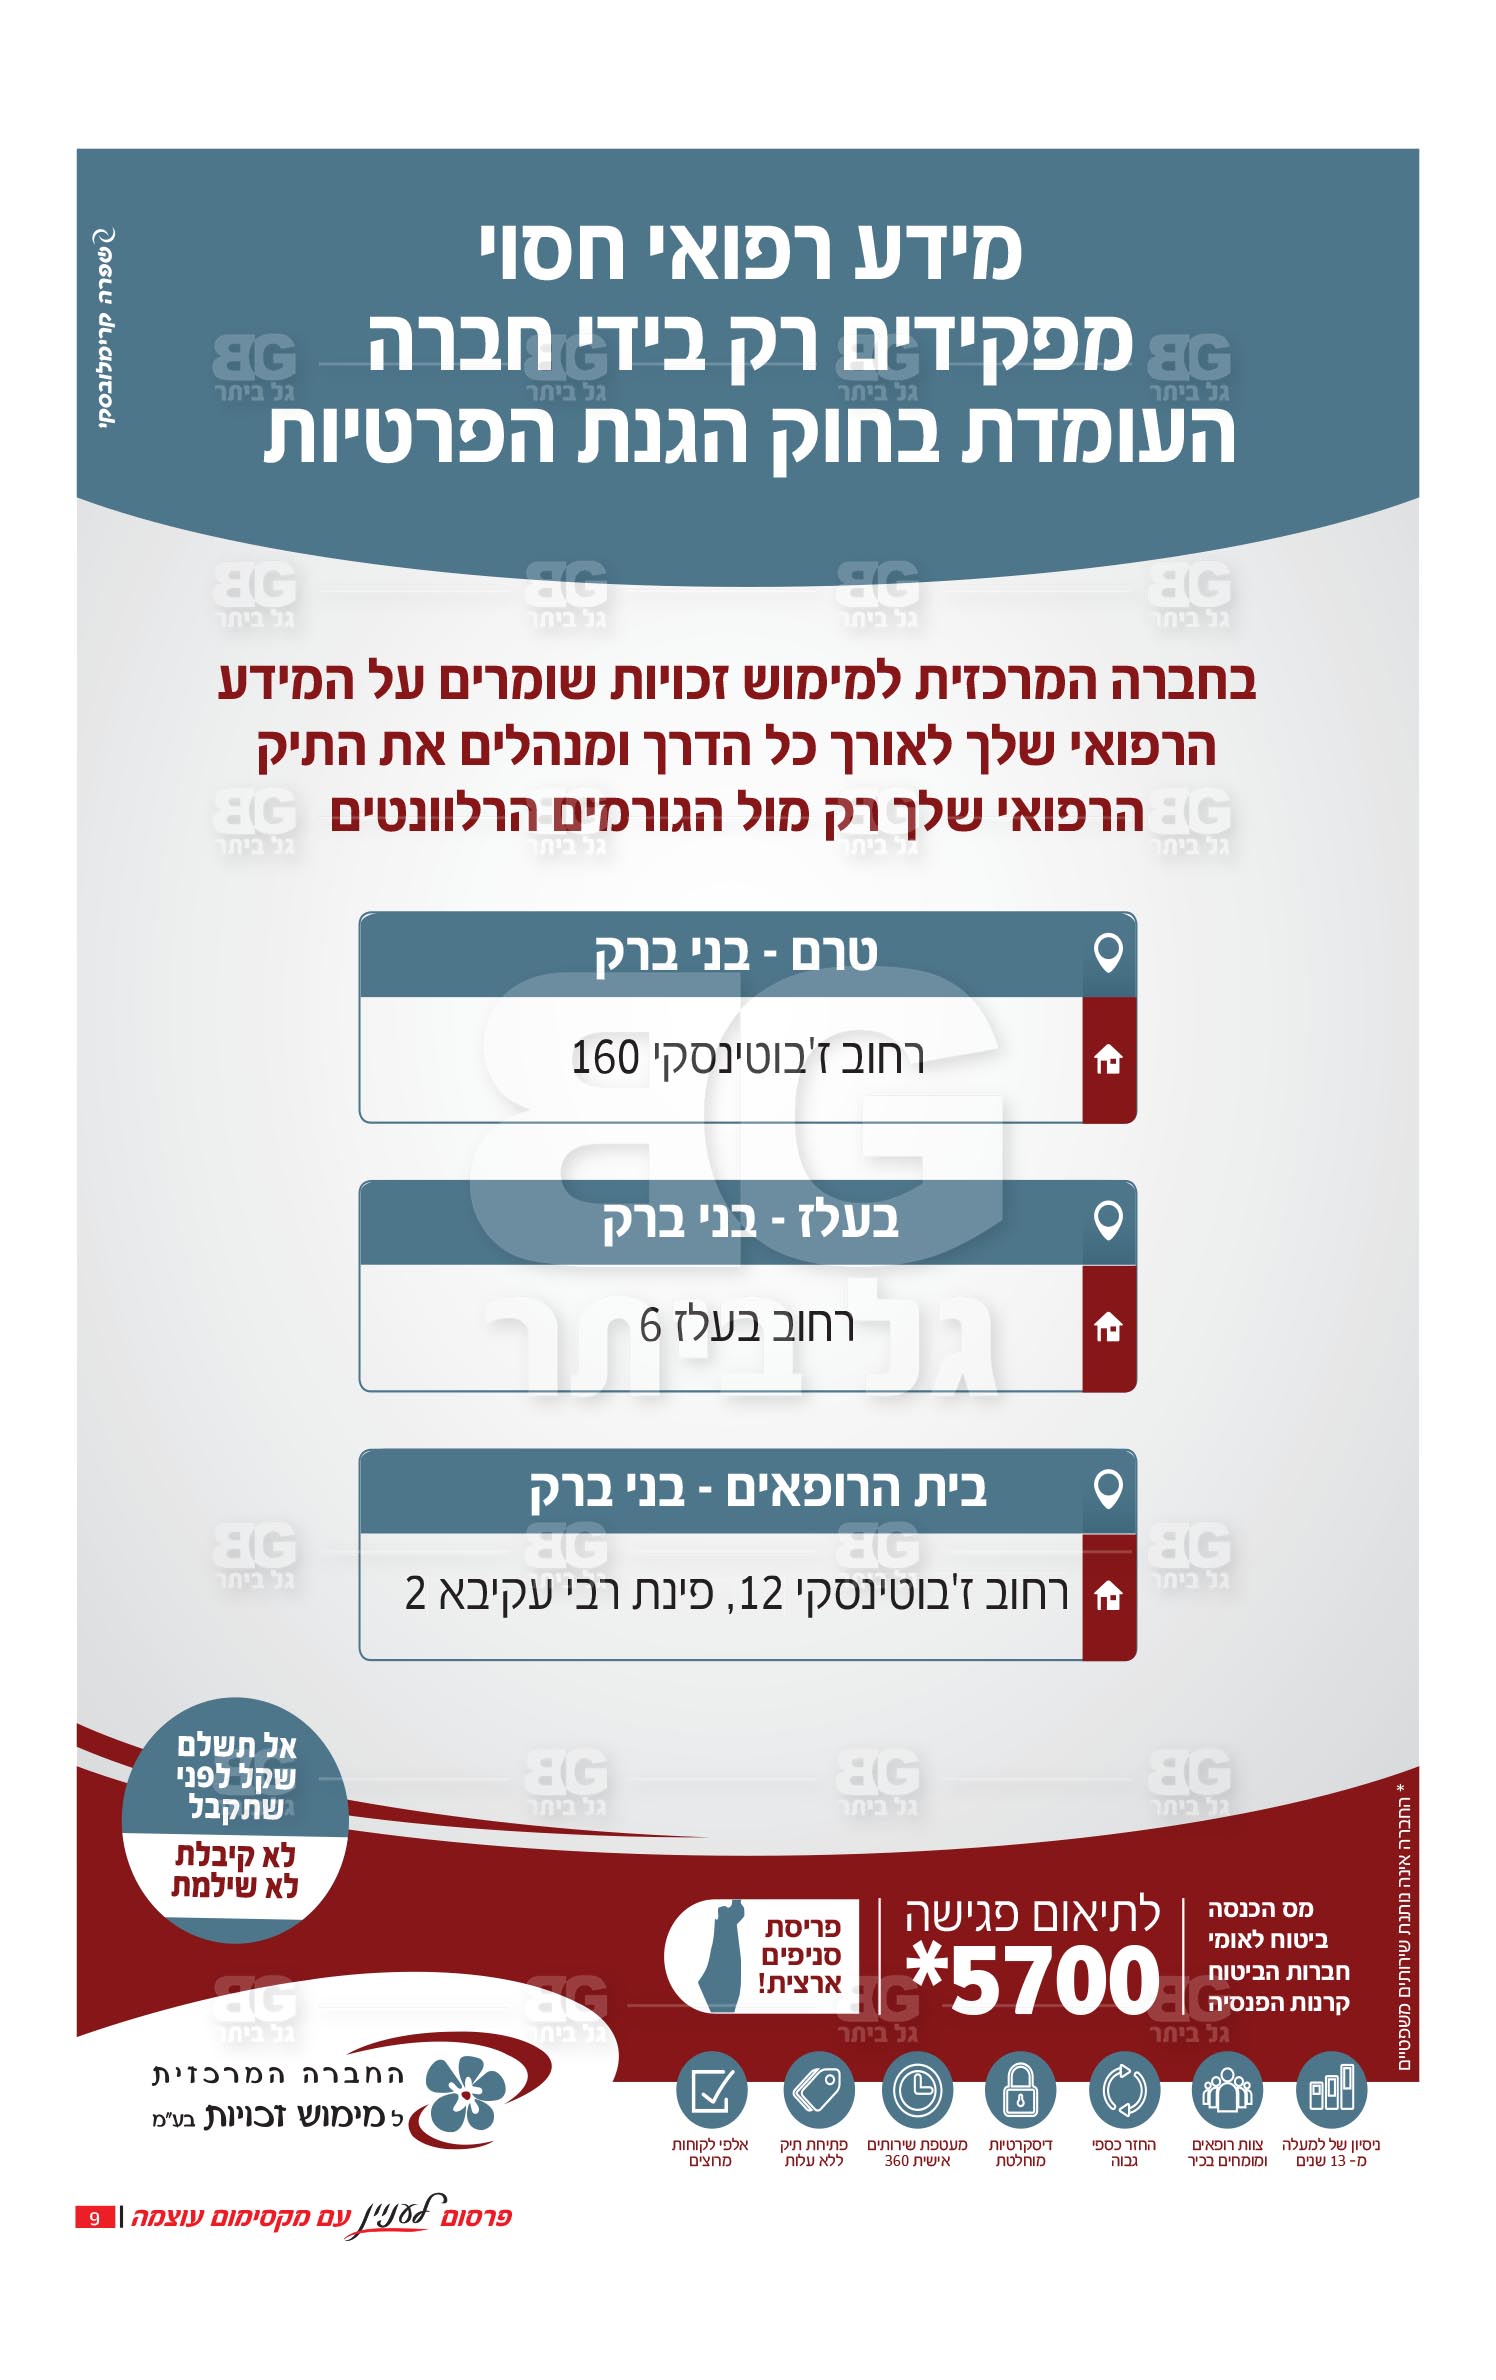 שפרה קרימולובסקי
מידע רפואי חסוי
מפקידים רק בידי חברה
העומדת בחוק הגנת הפרטיות
בחברה המרכזית למימוש זכויות שומרים על המידע
הרפואי שלך לאורך כל הדרך ומנהלים את התיק
הרפואי שלך רק מול הגורמים הרלוונטים
טרם - בני ברק
רחוב ז'בוטינסקי 160
בעלז - בני ברק
רחוב בעלז 6
בית הרופאים - בני ברק
רחוב ז'בוטינסקי 12, פינת רבי עקיבא 2
BG
גל ביתר
אל תשלם
שקל לפני
שתקבל
לא קיבלת
לא שילמת
* החברה אינה נותנת שירותים משפטיים
מס הכנסה
ביטוח לאומי
חברות הביטוח
קרנות הפנסיה
לתיאום פגישה
*5700
פריסת
סניפים
ארצית!
ניסיון של למעלה
מ- 13 שנים
צוות רופאים
ומומחים בכיר
החזר כספי
גבוה
דיסקרטיות
מוחלטת
מעטפת שירותים
אישית 360
פתיחת תיק
ללא עלות
אלפי לקוחות
מרוצים
החברה המרכזית
למימוש זכויות בע"מ
פרסום לעניין עם מקסימום עוצמה | 9